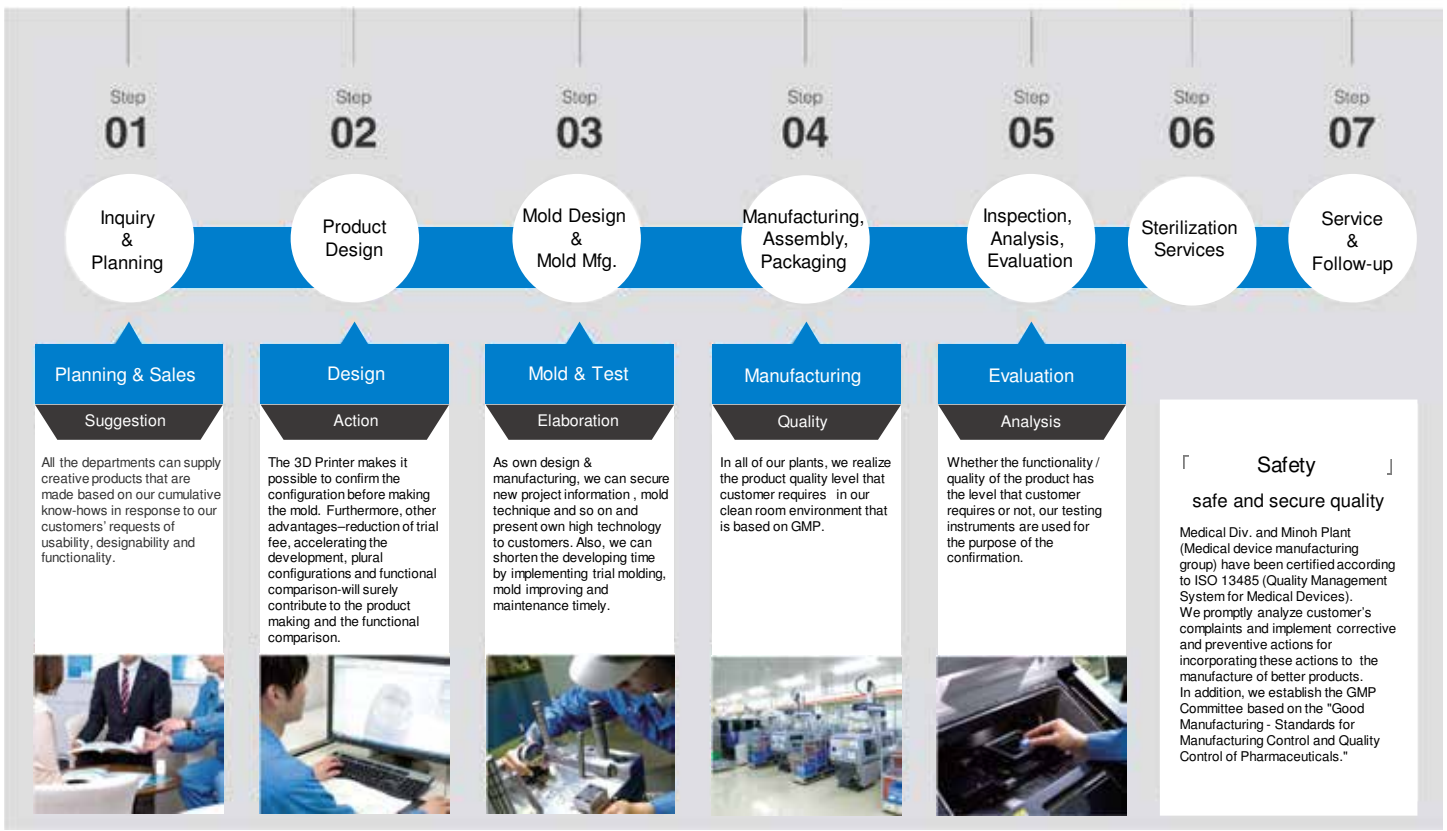 Step
01
Step
02
Step
03
Step
04
Step
05
Step
06
Step
07
Inquiry
&
Planning
Product
Design
Mold Design
&
Mold Mfg.
Manufacturing,
Assembly,
Packaging
Inspection,
Analysis,
Evaluation
Sterilization
Services
Service
&
Follow-up
Planning & Sales
Suggestion
All the departments can supply
creative products that are
made based on our cumulative
know-hows in response to our
customers' requests of
usability, designability and
functionality.
Design
Action
The 3D Printer makes it
possible to confirm the
configuration before making
the mold. Furthermore, other
advantages–reduction of trial
fee, accelerating the
development, plural
configurations and functional
comparison-will surely
contribute to the product
making and the functional
comparison.
Mold & Test
Elaboration
As own design &
manufacturing, we can secure
new project information , mold
technique and so on and
present own high technology
to customers. Also, we can
shorten the developing time
by implementing trial molding,
mold improving and
maintenance timely.
Manufacturing
Quality
In all of our plants, we realize
the product quality level that
customer requires in our
clean room environment that
is based on GMP.
Evaluation
Analysis
Whether the functionality /
quality of the product has
the level that customer
requires or not, our testing
instruments are used for
the purpose of the
confirmation.
「 Safety 」
safe and secure quality
Medical Div. and Minoh Plant
(Medical device manufacturing
group) have been certified according
to ISO 13485 (Quality Management
System for Medical Devices).
We promptly analyze customer's
complaints and implement corrective
and preventive actions for
incorporating these actions to the
manufacture of better products.
In addition, we establish the GMP
Committee based on the "Good
Manufacturing - Standards for
Manufacturing Control and Quality
Control of Pharmaceuticals."